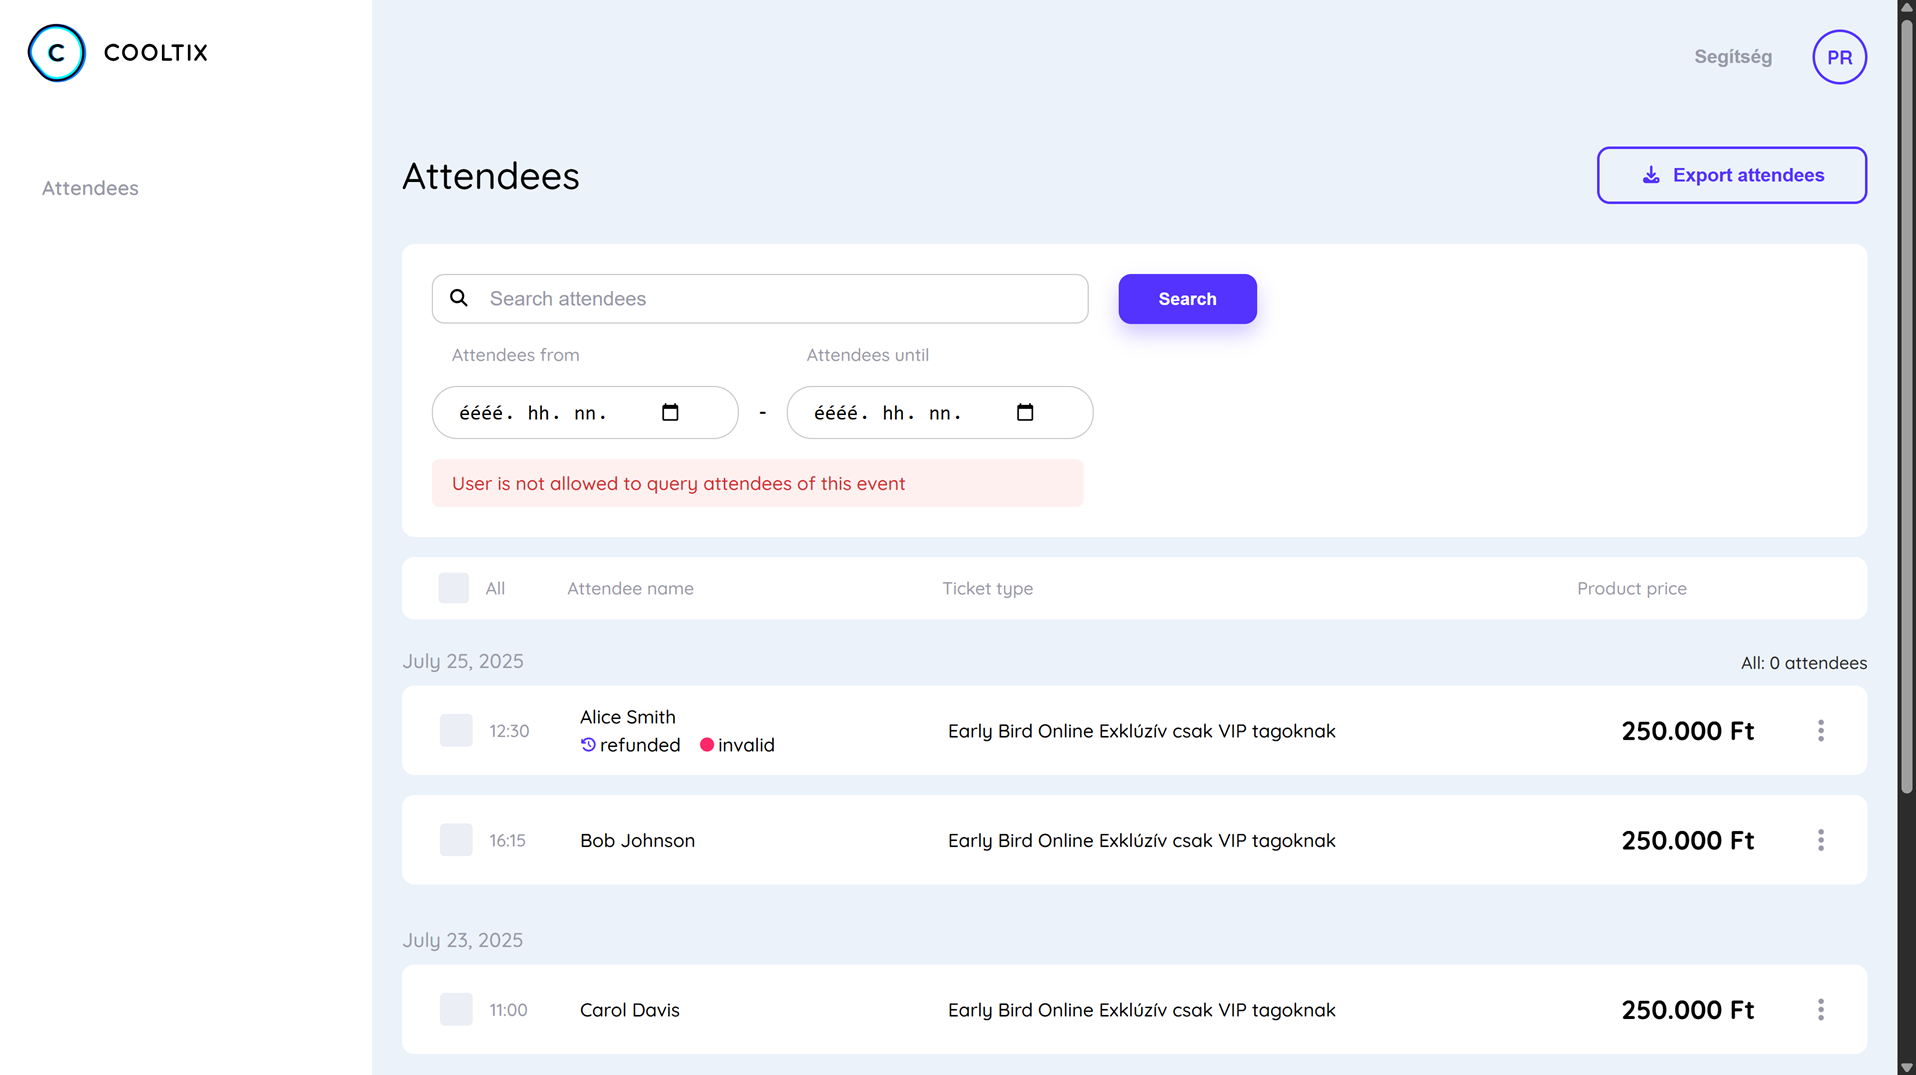 C COOLTIX
Segítség
PR
Attendees
Attendees
Export attendees
Search attendees
Search
Attendees from
Attendees until
éééé. hh. nn.
-
éééé. hh. nn.
User is not allowed to query attendees of this event
All
Attendee name
Ticket type
Product price
July 25, 2025
All: 0 attendees
12:30
Alice Smith
refunded
invalid
Early Bird Online Exklúzív csak VIP tagoknak
250.000 Ft
16:15
Bob Johnson
Early Bird Online Exklúzív csak VIP tagoknak
250.000 Ft
July 23, 2025
11:00
Carol Davis
Early Bird Online Exklúzív csak VIP tagoknak
250.000 Ft